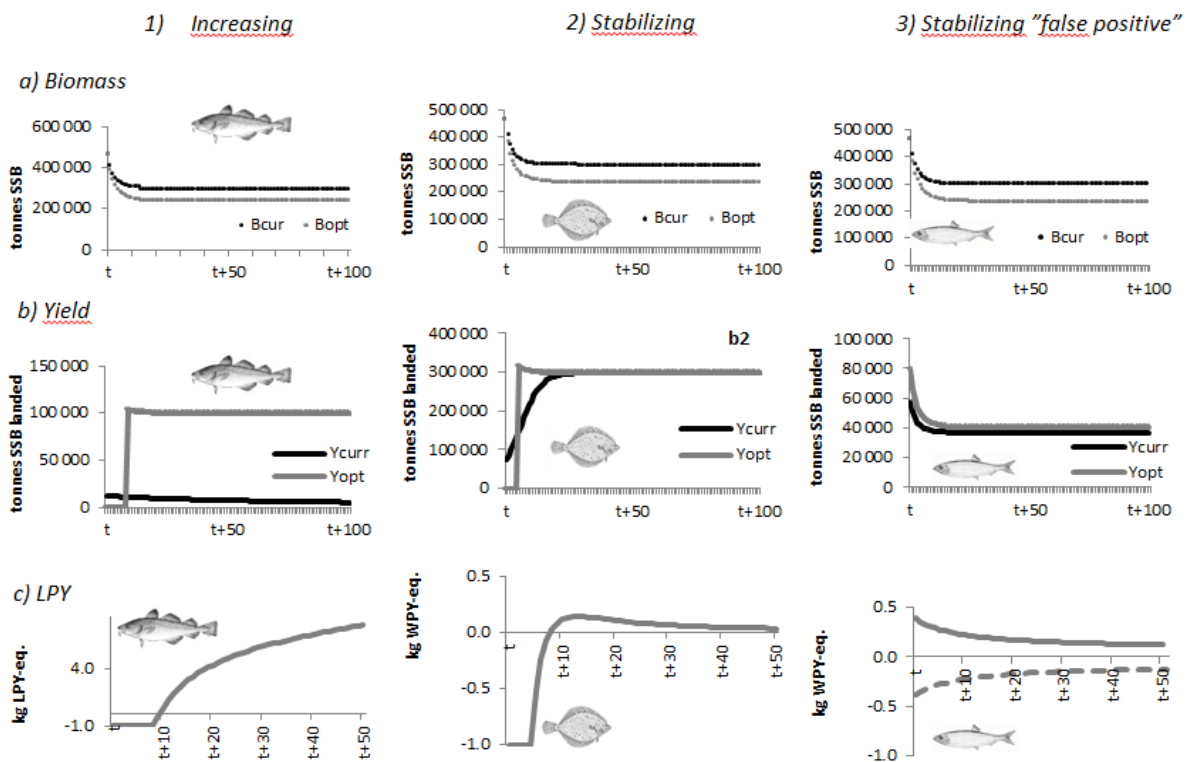 1) Increasing
2) Stabilizing
3) Stabilizing ”false positive”
a) Biomass
tonnes SSB
600 000
400 000
200 000
0
Bcur
Bopt
t
t+50
t+100
tonnes SSB
500 000
400 000
300 000
200 000
100 000
0
Bcur
Bopt
t
t+50
t+100
tonnes SSB
500 000
400 000
300 000
200 000
100 000
0
Bcur
Bopt
t
t+50
t+100
b) Yield
tonnes SSB landed
150 000
100 000
50 000
0
Ycurr
Yopt
t
t+50
t+100
tonnes SSB landed
400 000
300 000
200 000
100 000
0
b2
Ycurr
Yopt
t
t+50
t+100
tonnes SSB landed
100 000
80 000
60 000
40 000
20 000
0
Ycurr
Yopt
t
t+50
t+100
c) LPY
kg LPY-eq.
4.0
-1.0
t
t+10
t+20
t+30
t+40
t+50
kg WPY-eq.
0.5
0.0
-0.5
-1.0
t
t+10
t+20
t+30
t+40
t+50
kg WPY-eq.
0.5
0.0
-0.5
-1.0
t
t+10
t+20
t+30
t+40
t+50